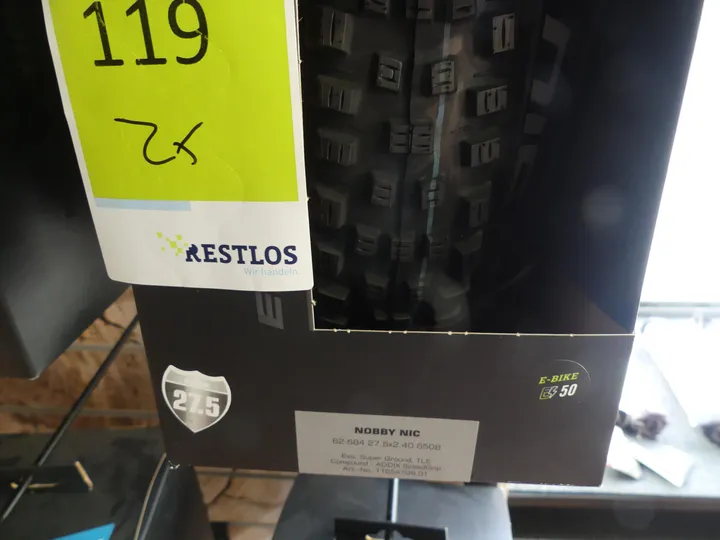 119
2x
RESTLOS
Wir handeln
27.5
E-BIKE
50
NOBBY NIC
62-584 27.5x2.40 650B
Evo, Super Ground, TLE
Compound: ADDIX SpeedGrip